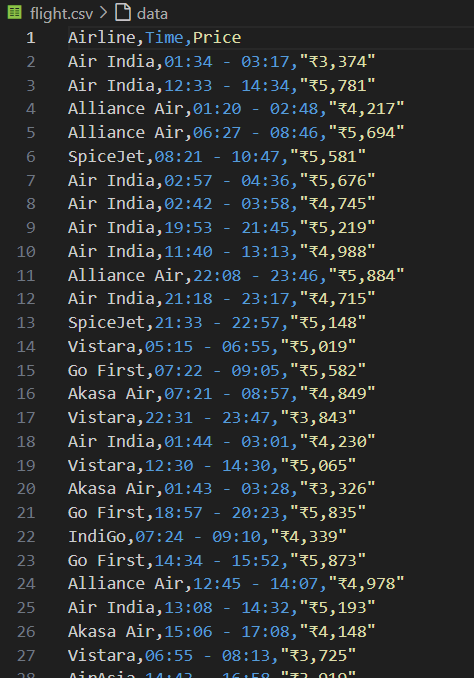 flight.csv > data
1 Airline,Time,Price
2 Air India,01:34 - 03:17,"₹3,374"
3 Air India,12:33 - 14:34,"₹5,781"
4 Alliance Air,01:20 - 02:48,"₹4,217"
5 Alliance Air,06:27 - 08:46,"₹5,694"
6 SpiceJet,08:21 - 10:47,"₹5,581"
7 Air India,02:57 - 04:36,"₹5,676"
8 Air India,02:42 - 03:58,"₹4,745"
9 Air India,19:53 - 21:45,"₹5,219"
10 Air India,11:40 - 13:13,"₹4,988"
11 Alliance Air,22:08 - 23:46,"₹5,884"
12 Air India,21:18 - 23:17,"₹4,715"
13 SpiceJet,21:33 - 22:57,"₹5,148"
14 Vistara,05:15 - 06:55,"₹5,019"
15 Go First,07:22 - 09:05,"₹5,582"
16 Akasa Air,07:21 - 08:57,"₹4,849"
17 Vistara,22:31 - 23:47,"₹3,843"
18 Air India,01:44 - 03:01,"₹4,230"
19 Vistara,12:30 - 14:30,"₹5,065"
20 Akasa Air,01:43 - 03:28,"₹3,326"
21 Go First,18:57 - 20:23,"₹5,835"
22 IndiGo,07:24 - 09:10,"₹4,339"
23 Go First,14:34 - 15:52,"₹5,873"
24 Alliance Air,12:45 - 14:07,"₹4,978"
25 Air India,13:08 - 14:32,"₹5,193"
26 Akasa Air,15:06 - 17:08,"₹4,148"
27 Vistara,06:55 - 08:13,"₹3,725"
28 AirAsia,14:43 - 16:58,"₹3,919"